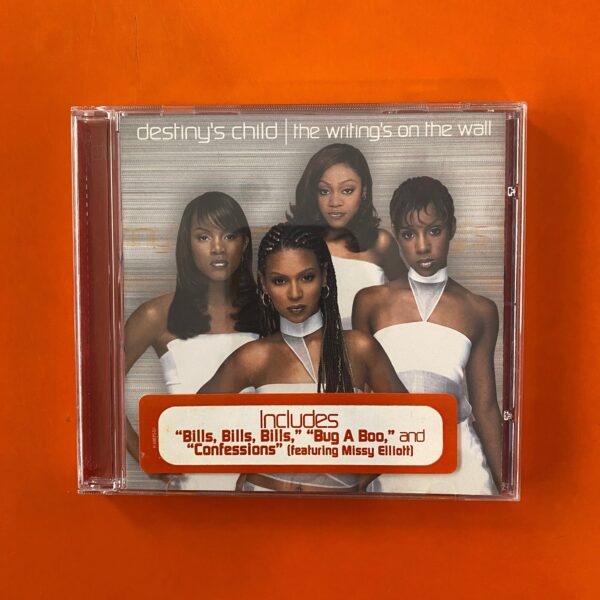 destiny's child | the writing's on the wall
Includes
"Bills, Bills, Bills," "Bug A Boo," and
"Confessions" (featuring Missy Elliott)